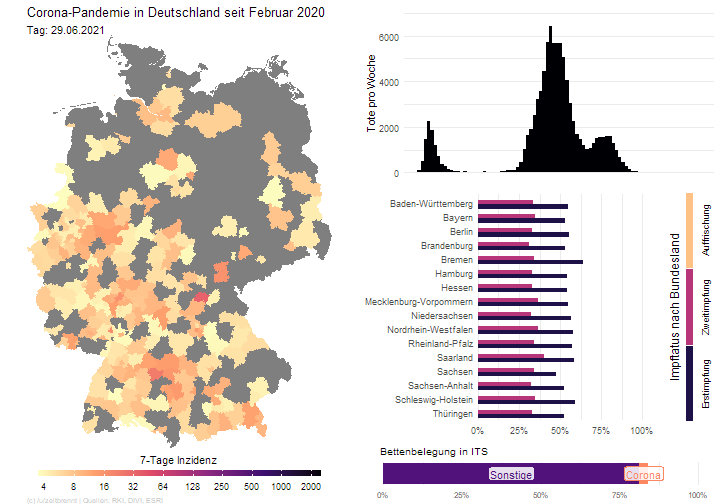 Corona-Pandemie in Deutschland seit Februar 2020
Tag: 29.06.2021
7-Tage Inzidenz
4 8 16 32 64 128 256 500 1000 2000
Tote pro Woche
6000
4000
2000
0
Baden-Württemberg
Bayern
Berlin
Brandenburg
Bremen
Hamburg
Hessen
Mecklenburg-Vorpommern
Niedersachsen
Nordrhein-Westfalen
Rheinland-Pfalz
Saarland
Sachsen
Sachsen-Anhalt
Schleswig-Holstein
Thüringen
0% 25% 50% 75% 100%
Impfstatus nach Bundesland
Auffrischung
Zweitimpfung
Erstimpfung
Bettenbelegung in ITS
Sonstige
Corona
0% 25% 50% 75% 100%
| Quellen: RKI, DIVI, ESRI